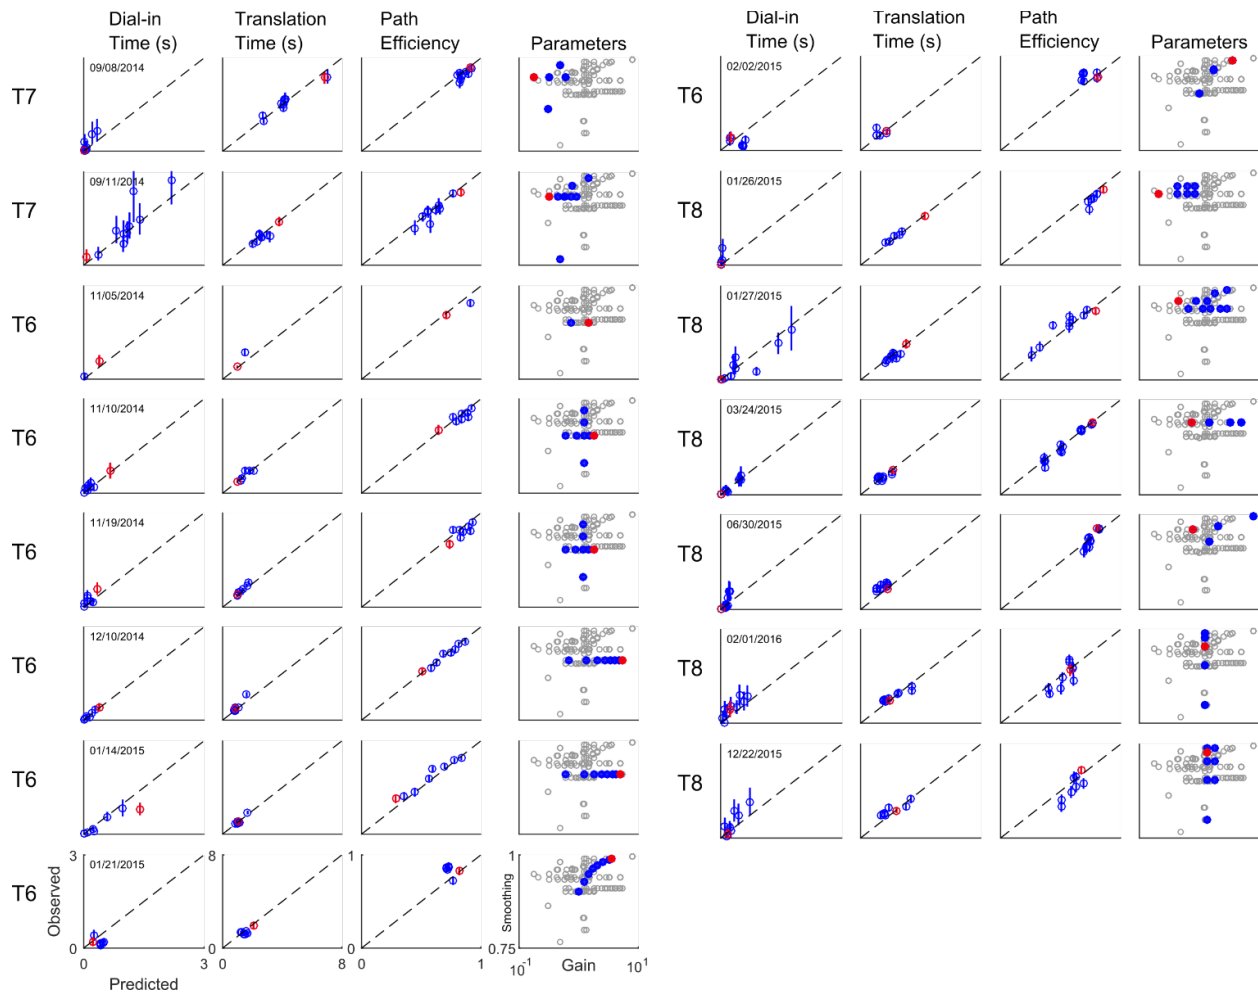 Dial-in Time (s)
Translation Time (s)
Path Efficiency
Parameters
T7
09/08/2014
T7
09/11/2014
T6
11/05/2014
T6
11/10/2014
T6
11/19/2014
T6
12/10/2014
T6
01/14/2015
T6
01/21/2015
3
0
0
3
Observed
Predicted
8
0
8
1
0
1
1
Smoothing
0.75
10^-1
Gain
10^1
Dial-in Time (s)
Translation Time (s)
Path Efficiency
Parameters
T6
02/02/2015
T8
01/26/2015
T8
01/27/2015
T8
03/24/2015
T8
06/30/2015
T8
02/01/2016
T8
12/22/2015